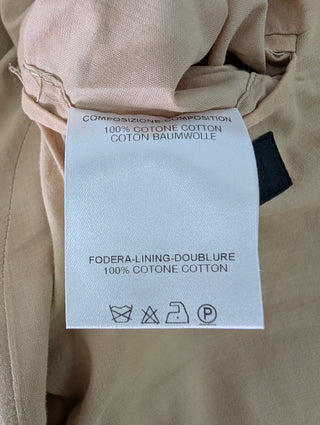 COMPOSIZIONE-COMPOSITION
100% COTONE COTTON
COTON BAUMWOLLE
FODERA-LINING-DOUBLURE
100% COTONE COTTON
P